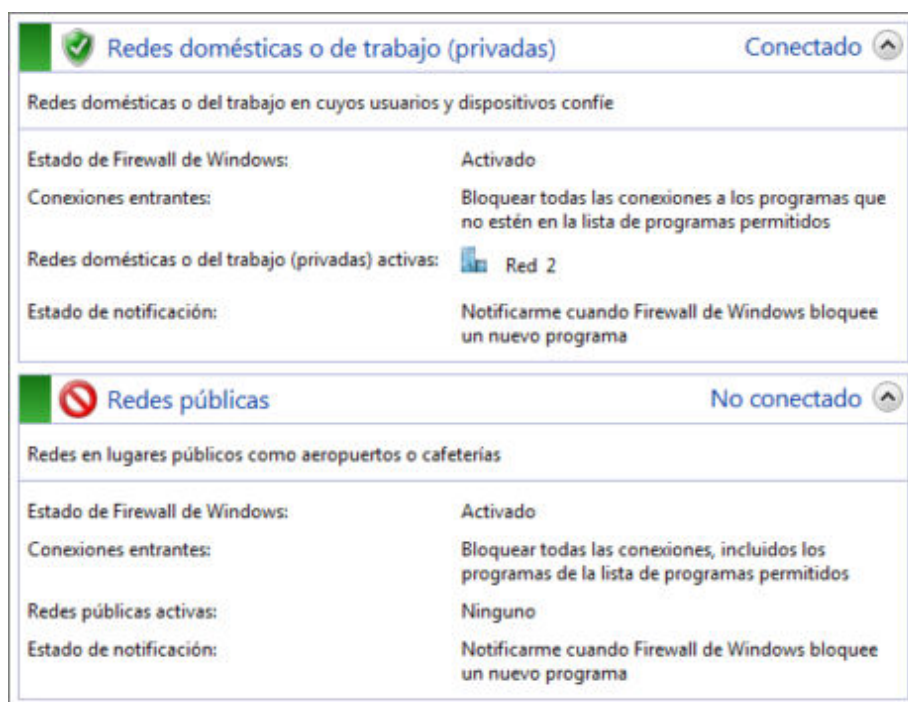 Redes domésticas o de trabajo (privadas) Conectado
Redes domésticas o del trabajo en cuyos usuarios y dispositivos confíe
Estado de Firewall de Windows: Activado
Conexiones entrantes: Bloquear todas las conexiones a los programas que
no estén en la lista de programas permitidos
Redes domésticas o del trabajo (privadas) activas: Red 2
Estado de notificación: Notificarme cuando Firewall de Windows bloquee
un nuevo programa
Redes públicas No conectado
Redes en lugares públicos como aeropuertos o cafeterías
Estado de Firewall de Windows: Activado
Conexiones entrantes: Bloquear todas las conexiones, incluidos los
programas de la lista de programas permitidos
Redes públicas activas: Ninguno
Estado de notificación: Notificarme cuando Firewall de Windows bloquee
un nuevo programa